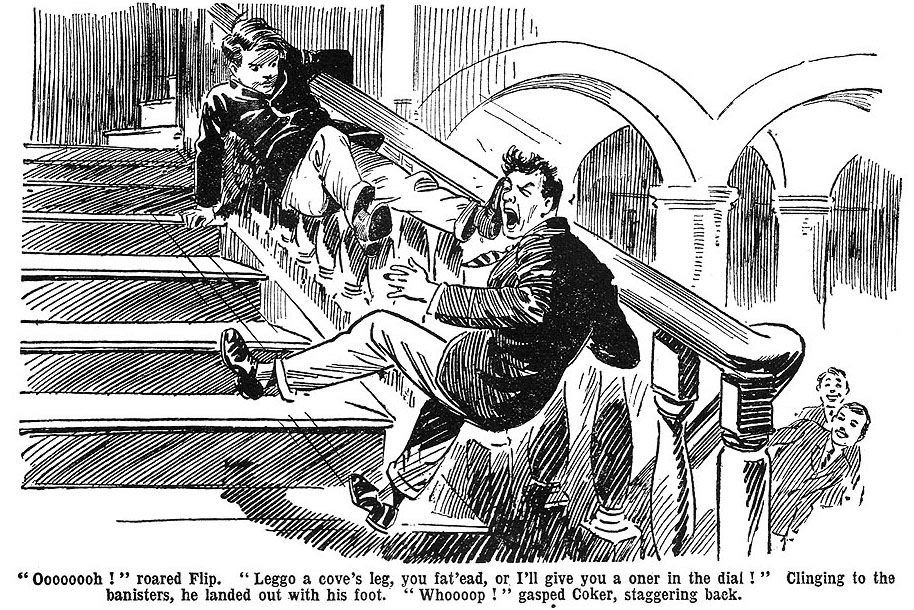 "Oooooooh!" roared Flip. "Leggo a cove's leg, you fat'ead, or I'll give you a oner in the dial!" Clinging to the
banisters, he landed out with his foot. "Whoooop!" gasped Coker, staggering back.